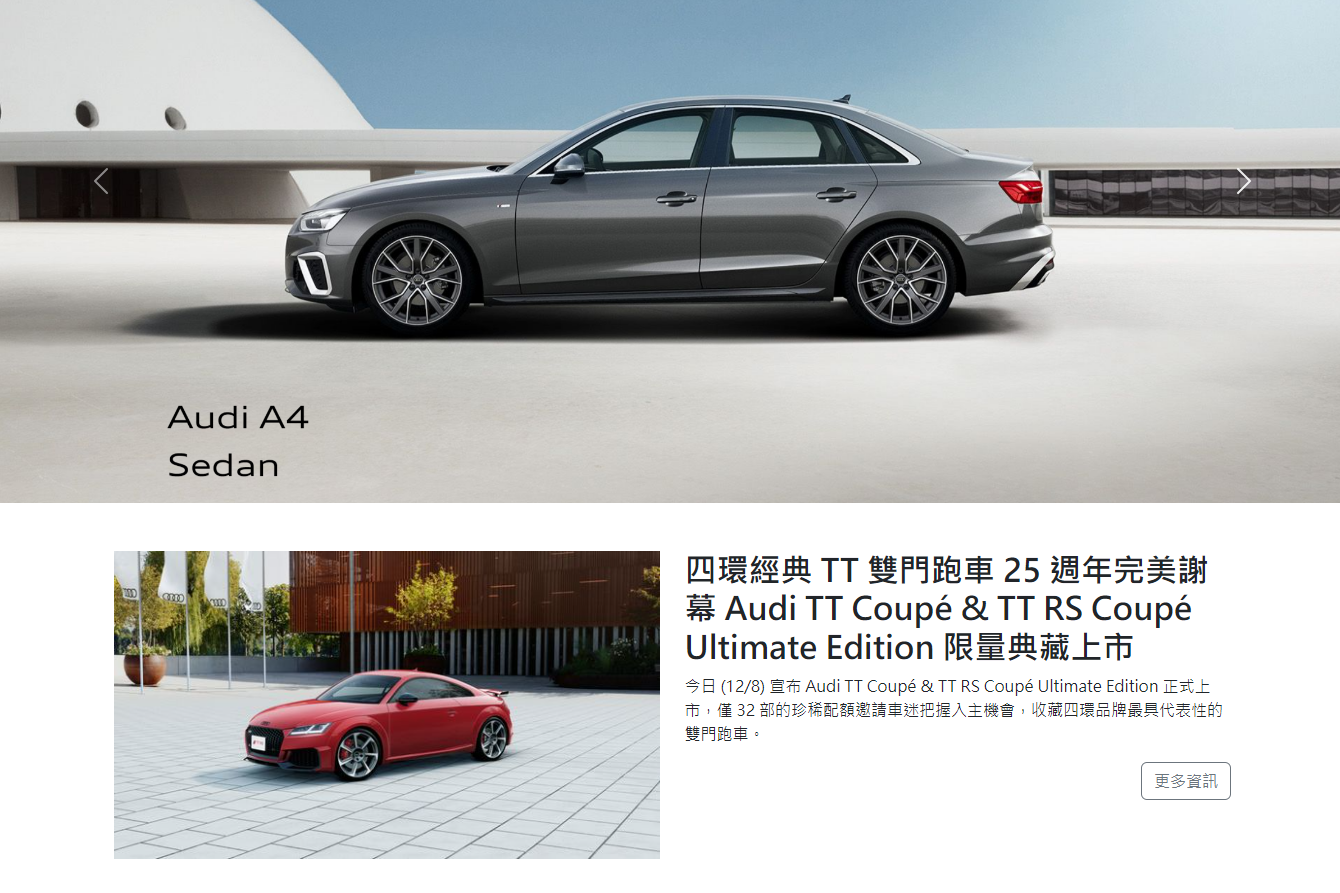 Audi A4
Sedan
四環經典 TT 雙門跑車 25 週年完美謝
幕 Audi TT Coupé & TT RS Coupé
Ultimate Edition 限量典藏上市
今日 (12/8) 宣布 Audi TT Coupé & TT RS Coupé Ultimate Edition 正式上
市，僅 32 部的珍稀配額邀請車迷把握入主機會，收藏四環品牌最具代表性的
雙門跑車。
更多資訊